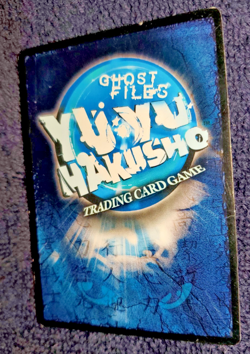 GHOST
FILES
YU YU
HAKUSHO
TRADING CARD GAME